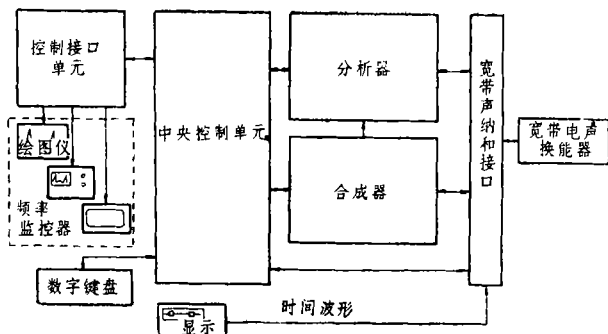 控制接口
单元
中央控制单元
分析器
合成器
宽带声纳和接口
宽带电声
换能器
绘图仪
频率
监控器
数字键盘
显示
时间波形